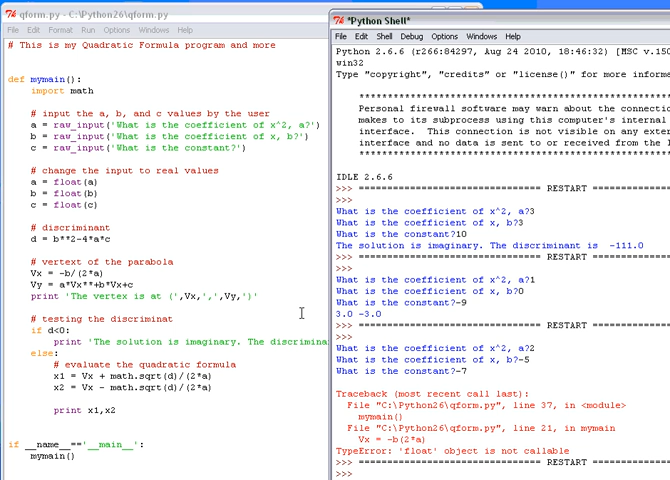 qform.py - C:\Python26\qform.py
File Edit Format Run Options Windows Help
# This is my Quadratic Formula program and more
def mymain():
import math
# input the a, b, and c values by the user
a = raw_input('What is the coefficient of x^2, a?')
b = raw_input('What is the coefficient of x, b?')
c = raw_input('What is the constant?')
# change the input to real values
a = float(a)
b = float(b)
c = float(c)
# discriminant
d = b**2-4*a*c
# vertext of the parabola
Vx = -b/(2*a)
Vy = a*Vx**+b*Vx+c
print 'The vertex is at (',Vx,',',Vy,')'
# testing the discriminat
if d<0:
print 'The solution is imaginary. The discrimina
else:
# evaluate the quadratic formula
x1 = Vx + math.sqrt(d)/(2*a)
x2 = Vx - math.sqrt(d)/(2*a)
print x1,x2
if __name__=='__main__':
mymain()
*Python Shell*
File Edit Shell Debug Options Windows Help
Python 2.6.6 (r266:84297, Aug 24 2010, 18:46:32) [MSC v.150
win32
Type "copyright", "credits" or "license()" for more informa
****************************************************
Personal firewall software may warn about the connectio
makes to its subprocess using this computer's internal
interface. This connection is not visible on any exter
interface and no data is sent to or received from the I
****************************************************
IDLE 2.6.6
>>> ================================ RESTART ==========
>>>
What is the coefficient of x^2, a?3
What is the coefficient of x, b?3
What is the constant?10
The solution is imaginary. The discriminant is -111.0
>>> ================================ RESTART ==========
>>>
What is the coefficient of x^2, a?1
What is the coefficient of x, b?0
What is the constant?-9
3.0 -3.0
>>> ================================ RESTART ==========
>>>
What is the coefficient of x^2, a?2
What is the coefficient of x, b?-5
What is the constant?-7
Traceback (most recent call last):
File "C:\Python26\qform.py", line 37, in <module>
mymain()
File "C:\Python26\qform.py", line 21, in mymain
Vx = -b(2*a)
TypeError: 'float' object is not callable
>>> ================================ RESTART ==========
>>>